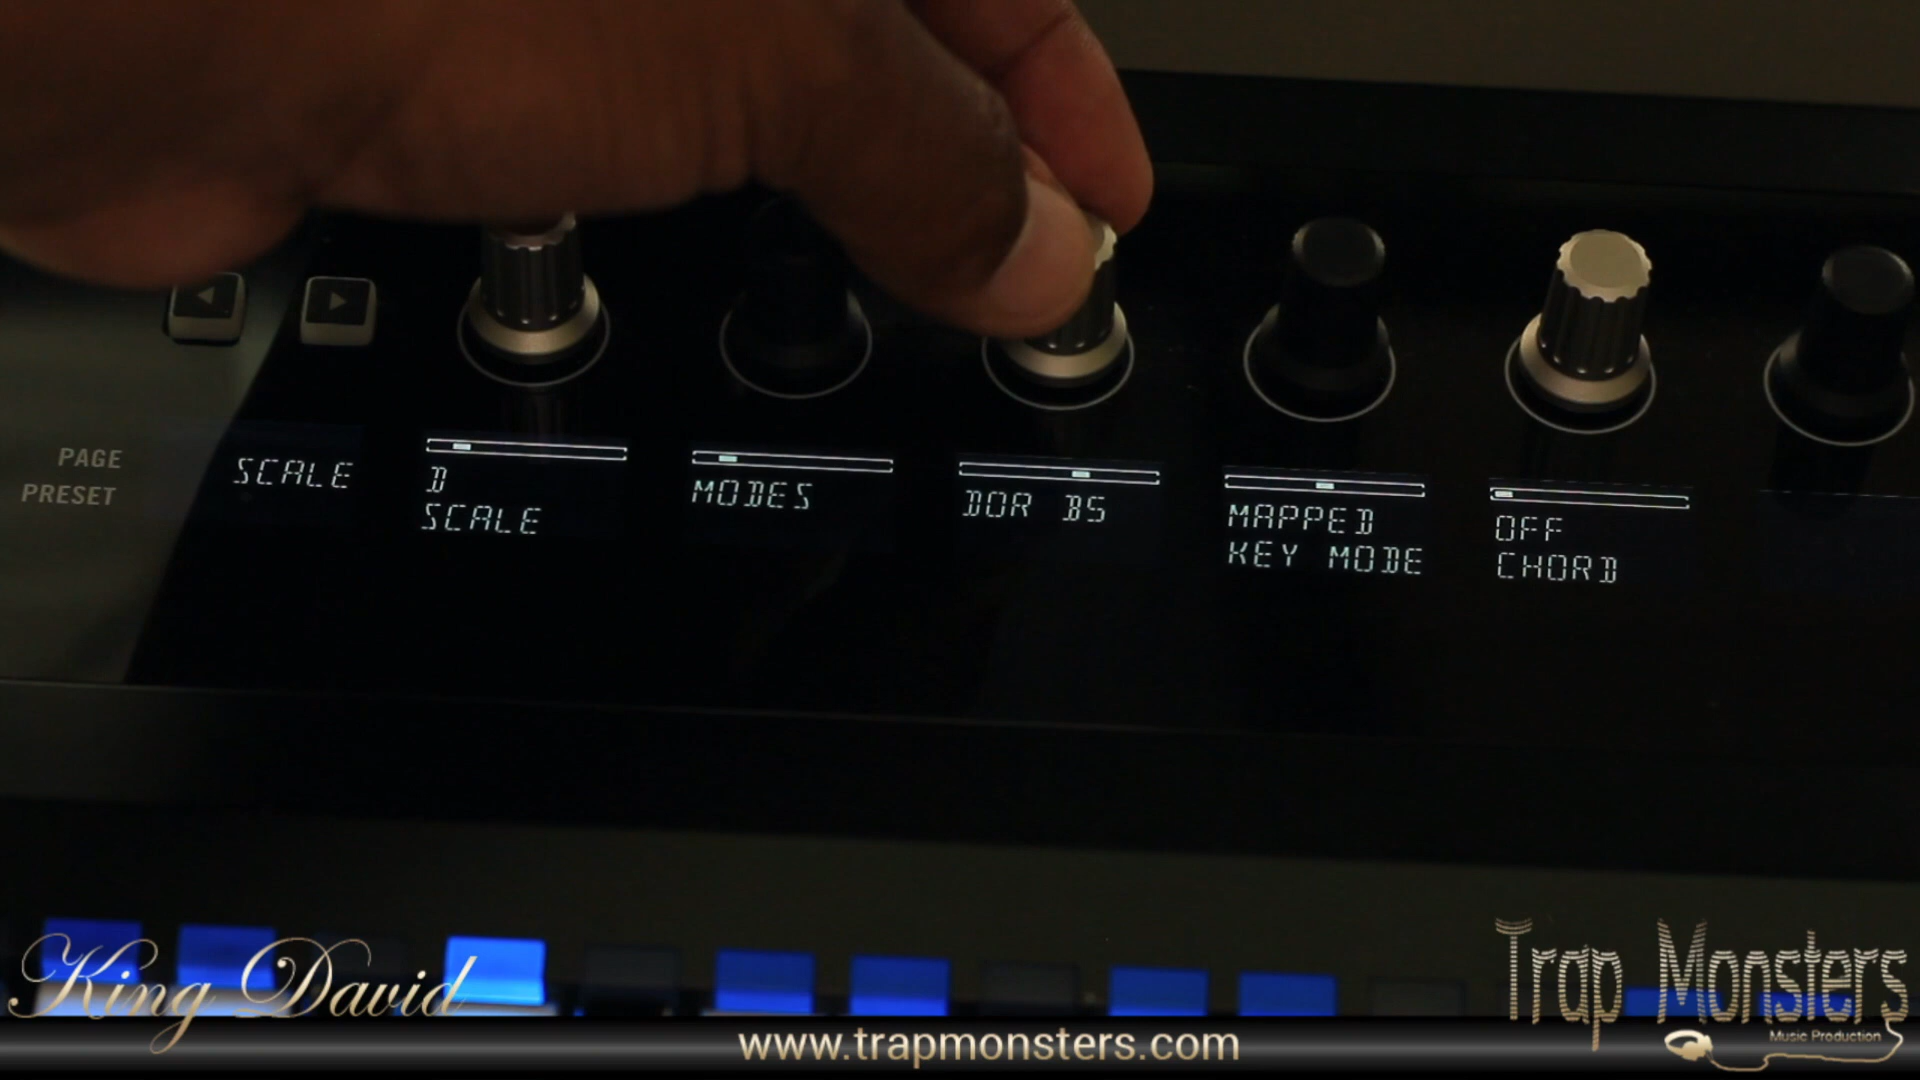 PAGE
PRESET
SCALE
D
SCALE
MODES
DOR B5
MAPPED
KEY MODE
OFF
CHORD
King David
Trap Monsters
Music Production
www.trapmonsters.com